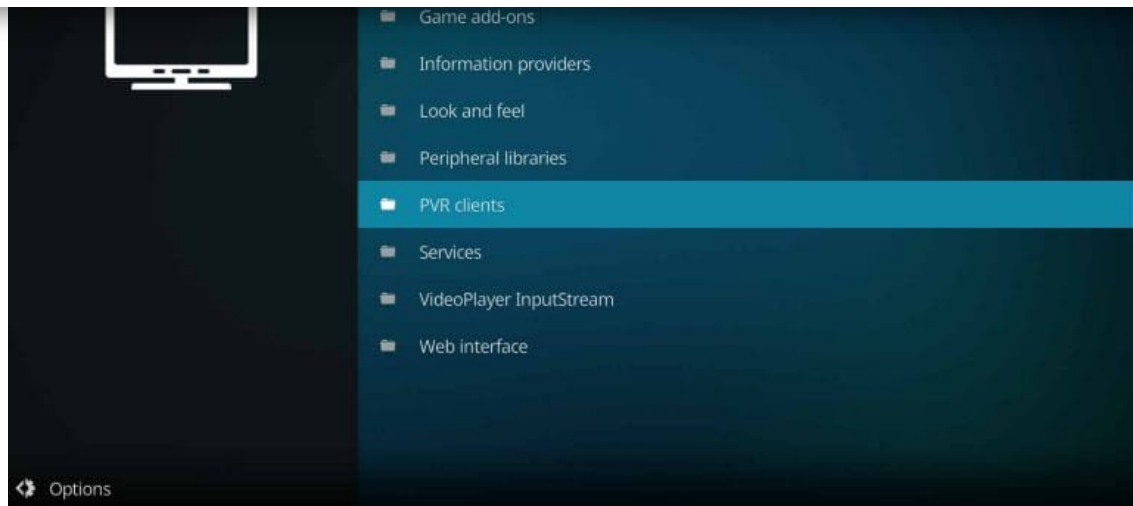 Game add-ons
Information providers
Look and feel
Peripheral libraries
PVR clients
Services
VideoPlayer InputStream
Web interface
Options